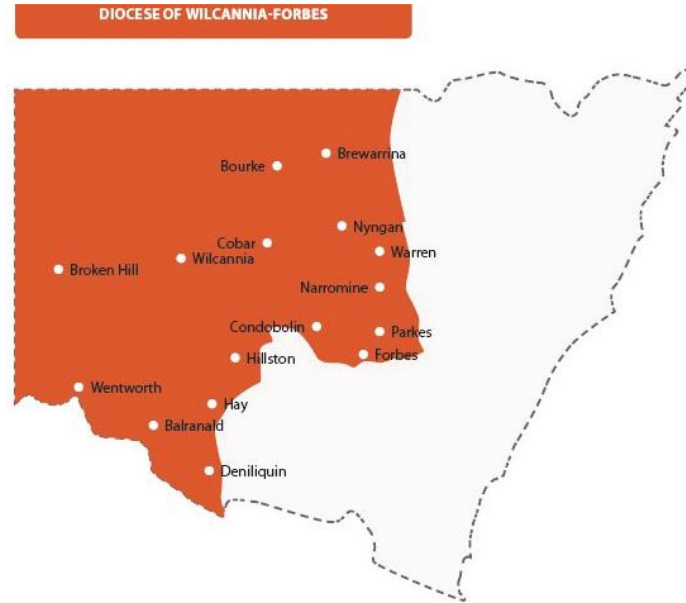 DIOCESE OF WILCANNIA-FORBES
Brewarrina
Bourke
Nyngan
Cobar
Warren
Wilcannia
Broken Hill
Narromine
Condobolin
Parkes
Forbes
Hillston
Wentworth
Hay
Balranald
Deniliquin